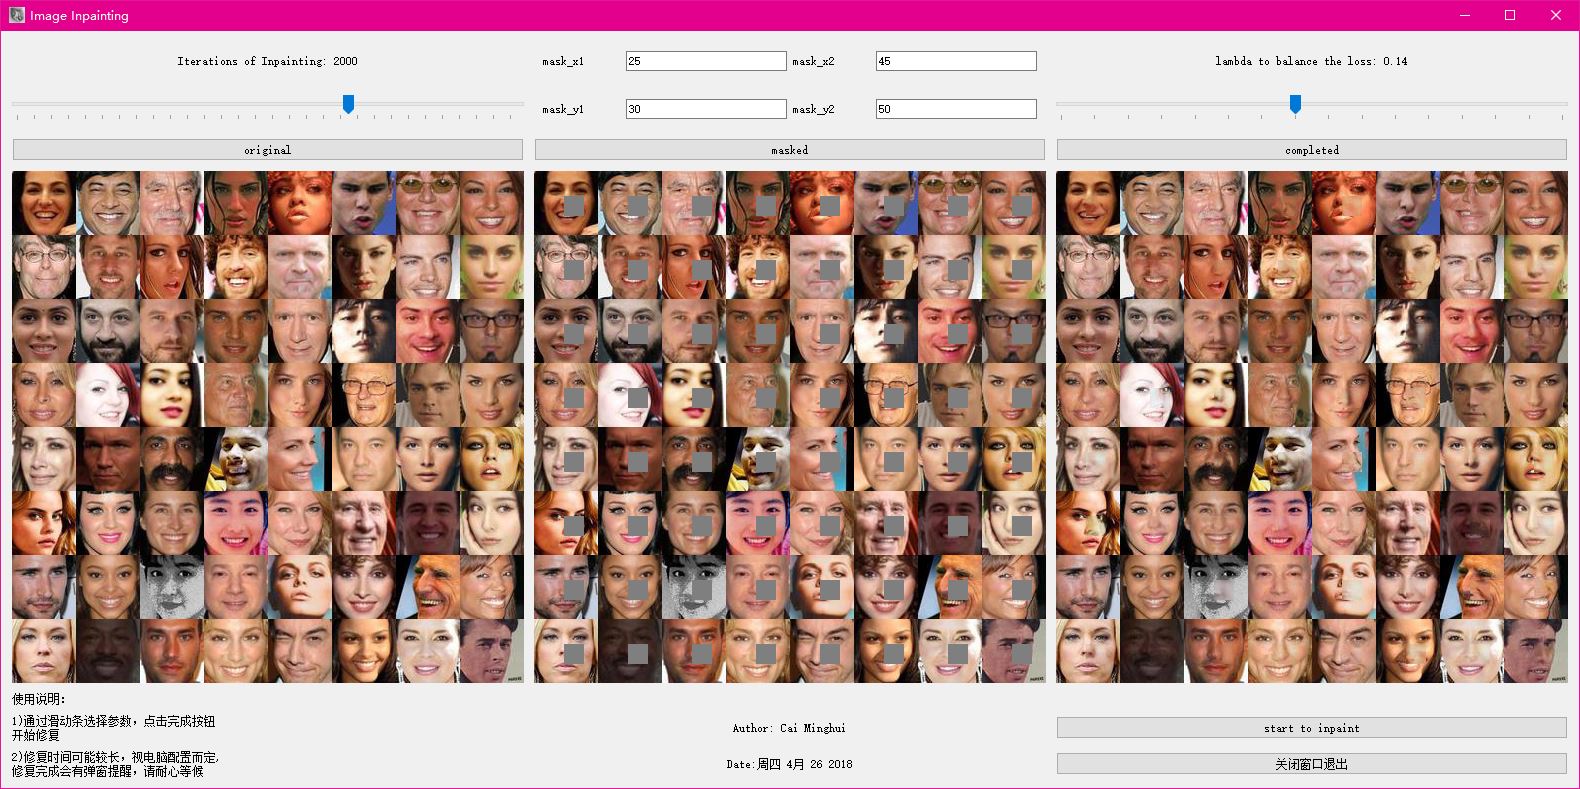 Image Inpainting
Iterations of Inpainting: 2000
mask_x1 25 mask_x2 45
lambda to balance the loss: 0.14
mask_y1 30 mask_y2 50
original
masked
completed
使用说明:
1)通过滑动条选择参数，点击完成按钮
开始修复
2)修复时间可能较长，视电脑配置而定,
修复完成会有弹窗提醒，请耐心等候
Author: Cai Minghui
Date:周四 4月 26 2018
start to inpaint
关闭窗口退出